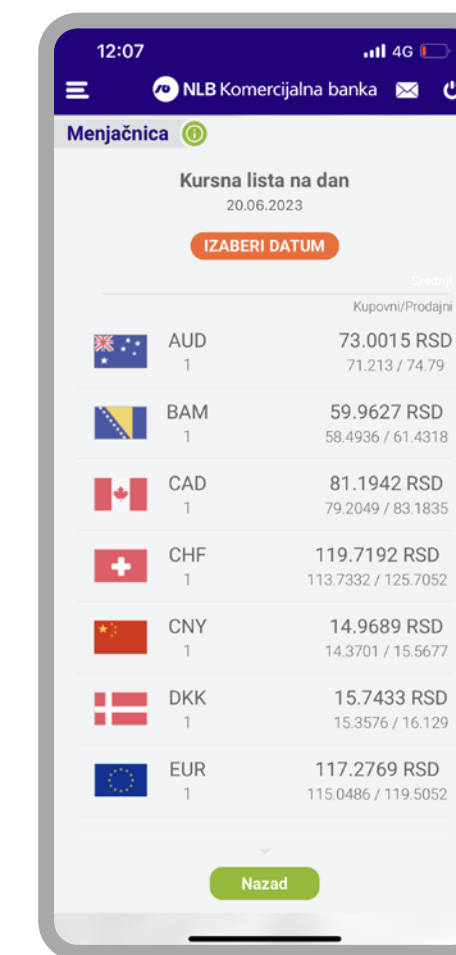 12:07 4G
NLB Komercijalna banka
Menjačnica
Kursna lista na dan
20.06.2023
IZABERI DATUM
Srednji
Kupovni/Prodajni
AUD 73.0015 RSD
1 71.213 / 74.79
BAM 59.9627 RSD
1 58.4936 / 61.4318
CAD 81.1942 RSD
1 79.2049 / 83.1835
CHF 119.7192 RSD
1 113.7332 / 125.7052
CNY 14.9689 RSD
1 14.3701 / 15.5677
DKK 15.7433 RSD
1 15.3576 / 16.129
EUR 117.2769 RSD
1 115.0486 / 119.5052
Nazad